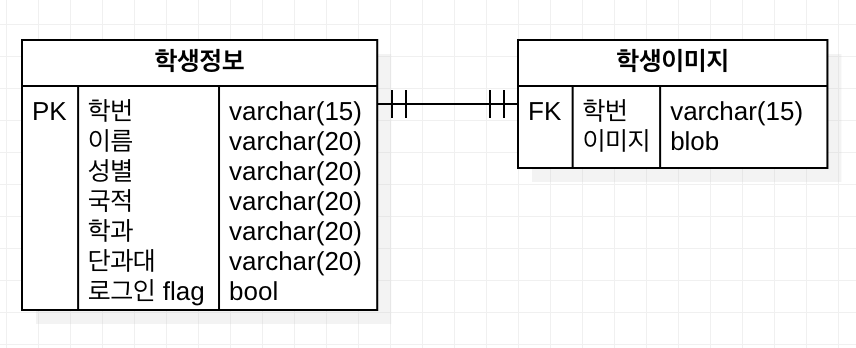 학생정보
PK 학번 varchar(15)
이름 varchar(20)
성별 varchar(20)
국적 varchar(20)
학과 varchar(20)
단과대 varchar(20)
로그인 flag bool
학생이미지
FK 학번 varchar(15)
이미지 blob